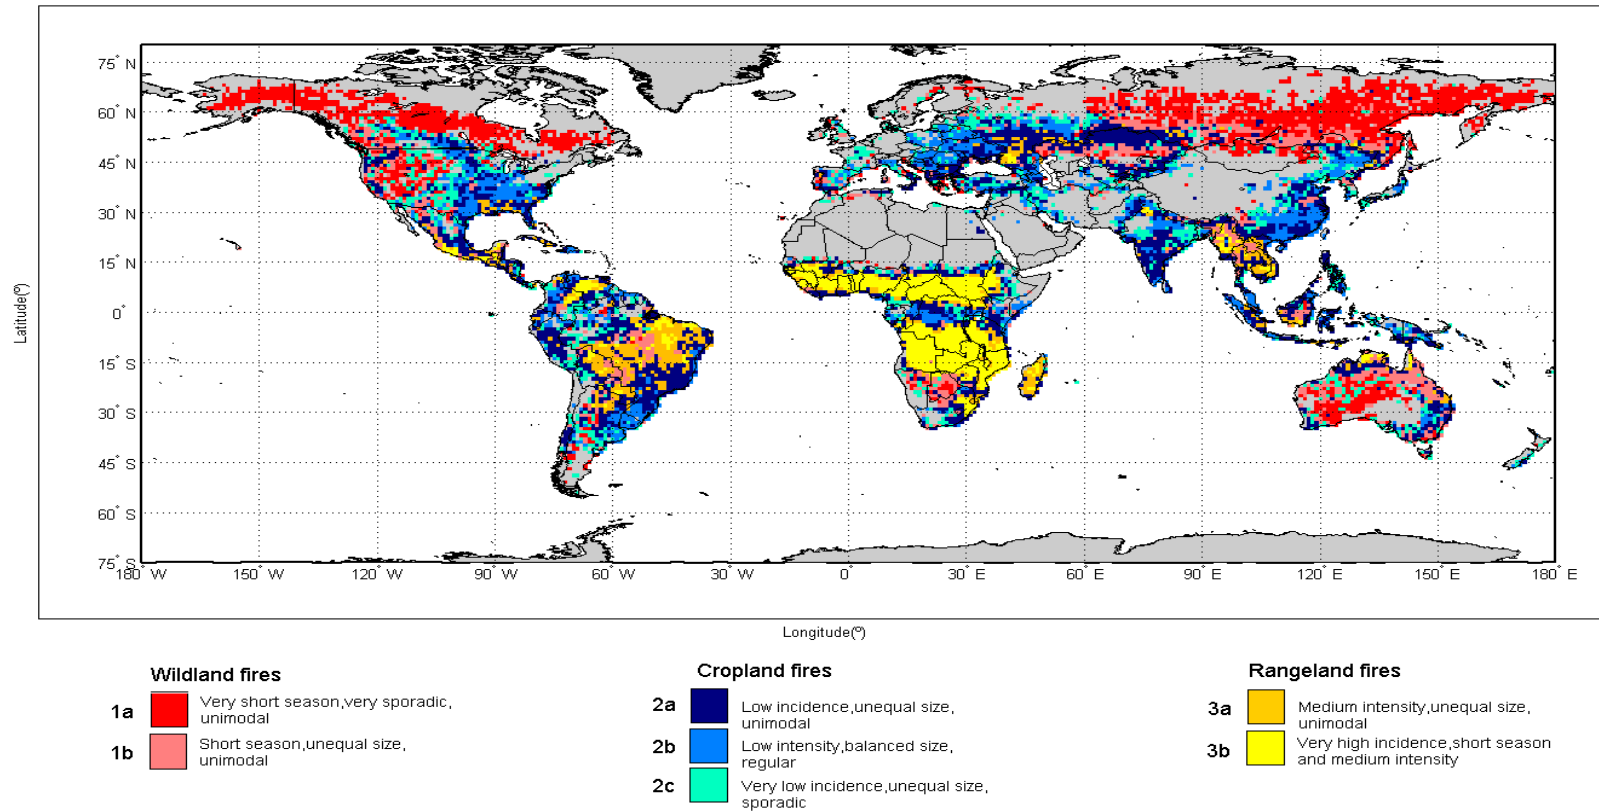 75° N
60° N
45° N
30° N
15° N
0°
15° S
30° S
45° S
60° S
75° S
Latitude(º)
180° W
150° W
120° W
90° W
60° W
30° W
0°
30° E
60° E
90° E
120° E
150° E
180° E
Longitude(º)
Wildland fires
1a
Very short season,very sporadic,
unimodal
1b
Short season,unequal size,
unimodal
Cropland fires
2a
Low incidence,unequal size,
unimodal
2b
Low intensity,balanced size,
regular
2c
Very low incidence,unequal size,
sporadic
Rangeland fires
3a
Medium intensity,unequal size,
unimodal
3b
Very high incidence,short season
and medium intensity